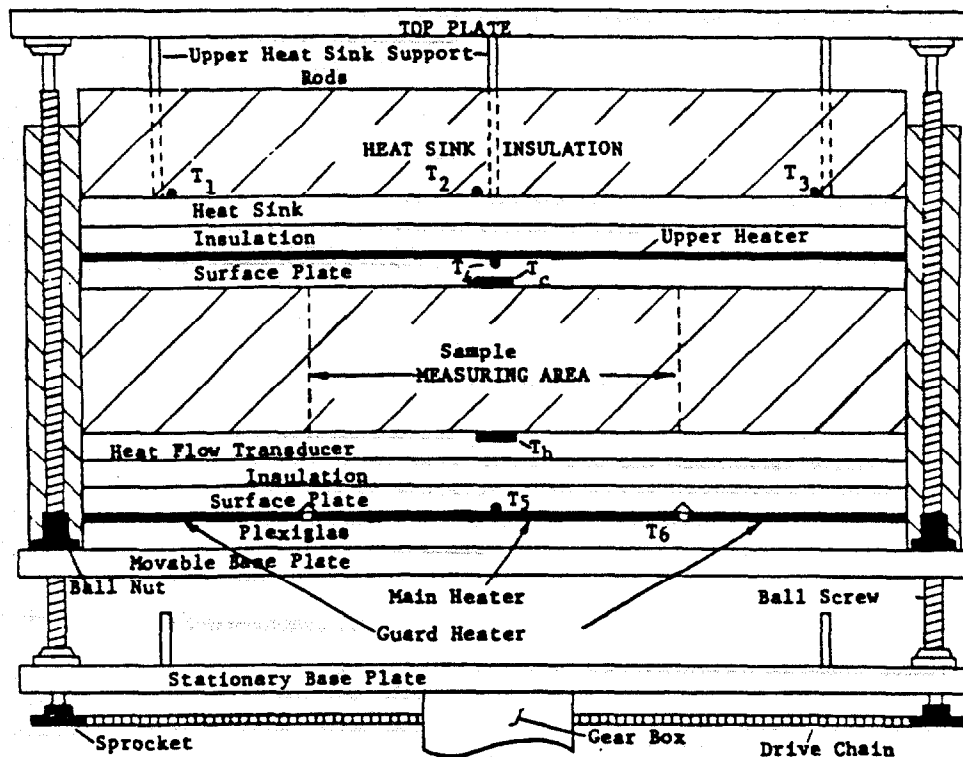 TOP PLATE
Upper Heat Sink Support
Rods
HEAT SINK INSULATION
T1
T2
T3
Heat Sink
Insulation
Upper Heater
Surface Plate
T4
Tc
Sample
MEASURING AREA
Heat Flow Transducer
Th
Insulation
Surface Plate
T5
Plexiglas
T6
Movable Base Plate
Ball Nut
Main Heater
Ball Screw
Guard Heater
Stationary Base Plate
Sprocket
Gear Box
Drive Chain